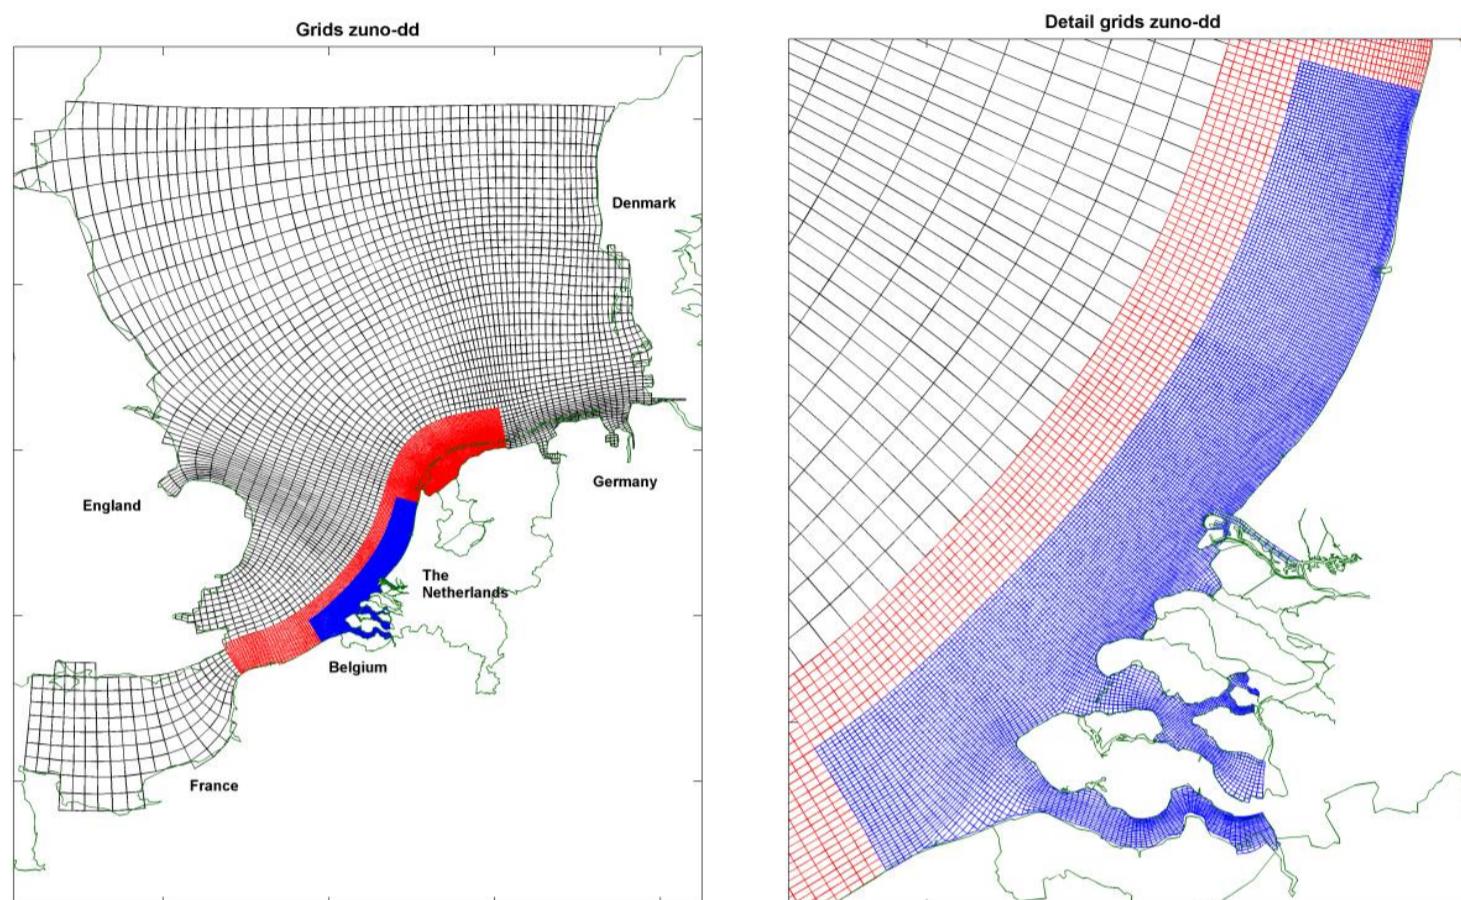 Grids zuno-dd
Detail grids zuno-dd
Denmark
England
Germany
The
Netherlands
Belgium
France